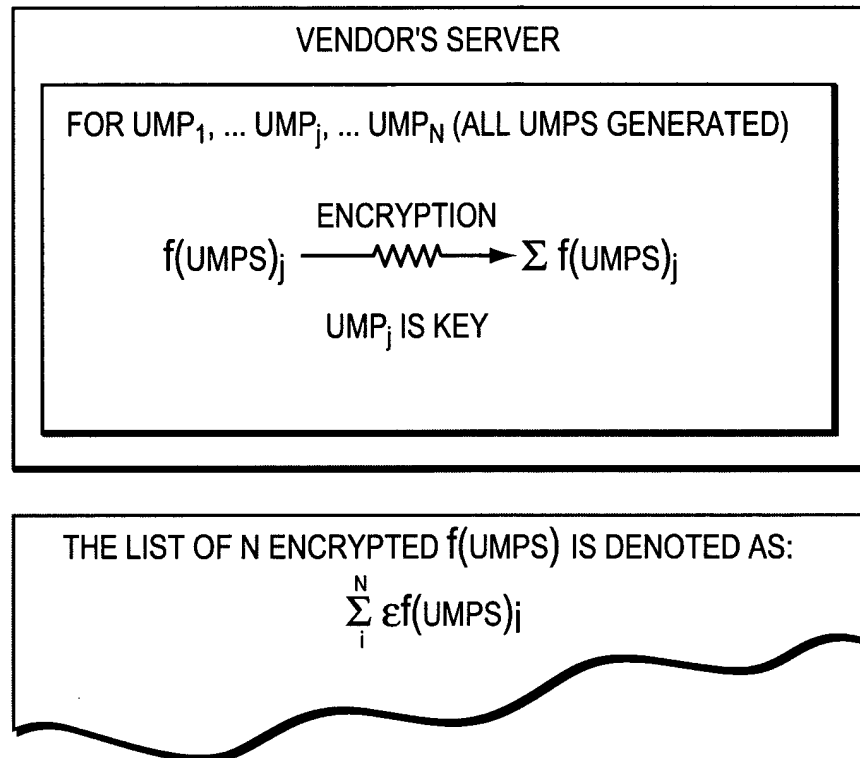 VENDOR'S SERVER
FOR UMP₁, ... UMPⱼ, ... UMP_N (ALL UMPS GENERATED)
ENCRYPTION
f(UMPS)ⱼ Σ f(UMPS)ⱼ
UMPⱼ IS KEY
THE LIST OF N ENCRYPTED f(UMPS) IS DENOTED AS:
N
Σ εf(UMPS)i
i